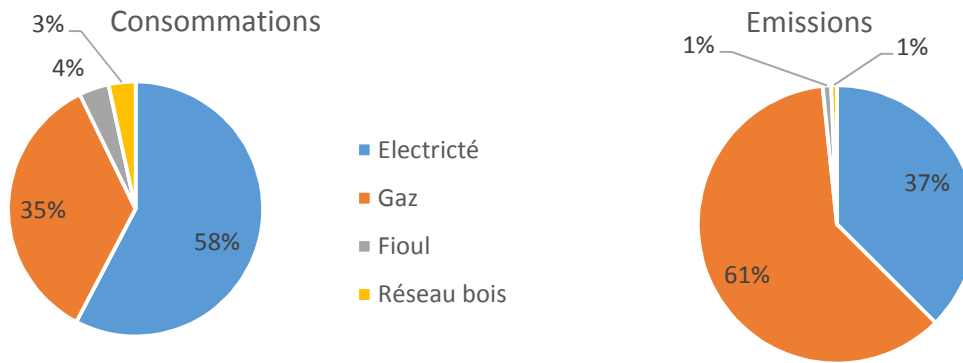 Consommations
3%
4%
35%
58%
Electricté
Gaz
Fioul
Réseau bois
Emissions
1%
1%
37%
61%